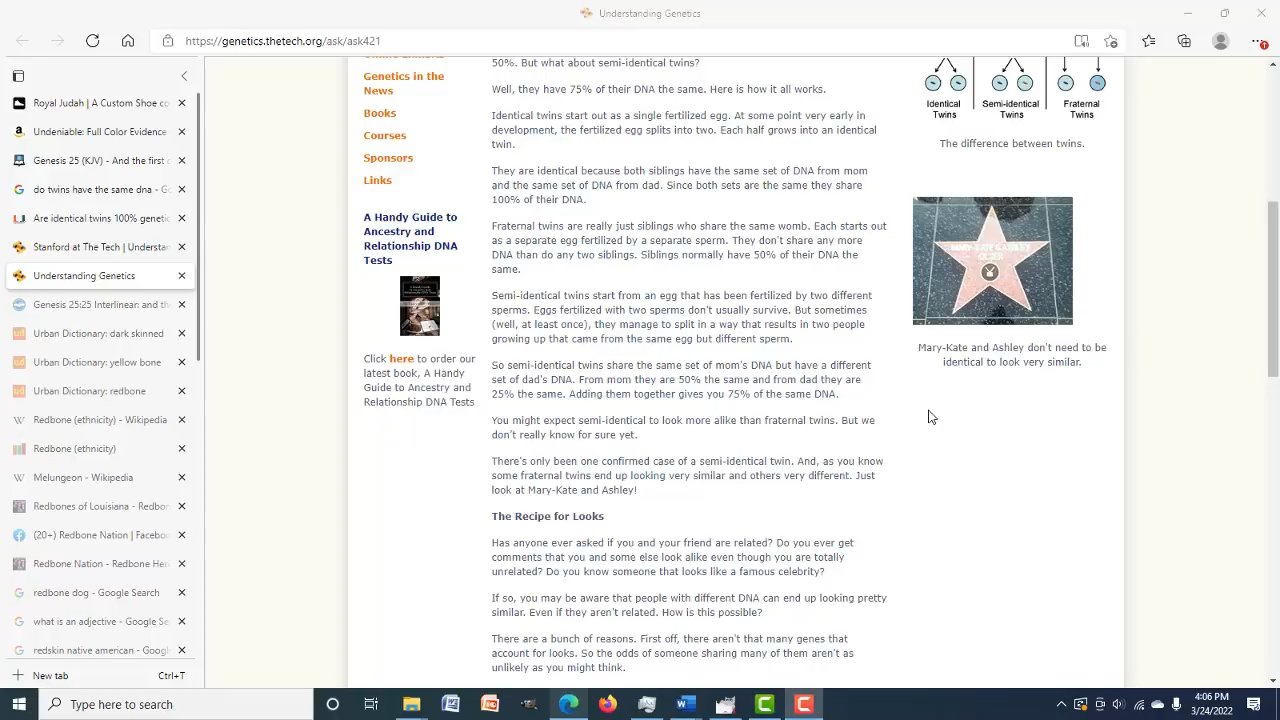 Understanding Genetics
https://genetics.thetech.org/ask/ask421
Royal Judah | A Custom Shoe co
Undeniable: Full Color Evidence
Genesis 25 (KJV) - And the first c
do twins have the same dna - Go
Are identical twins 100% genetic
Stanford at The Tech | Understan
Understanding Genetics
Genesis 25:25 Interlinear: and the
Urban Dictionary: dark skinned
Urban Dictionary: yellow bone
Urban Dictionary: redbone
Redbone (ethnicity) - Wikipedia
Redbone (ethnicity)
Melungeon - Wikipedia
Redbones of Louisiana - Redbon
(20+) Redbone Nation | Faceboo
Redbone Nation - Redbone Her
redbone dog - Google Search
what is an adjective - Google Se
redskin native american - Googl
New tab
Ctrl+T
Genetics in the
News
Books
Courses
Sponsors
Links
A Handy Guide to
Ancestry and
Relationship DNA
Tests
Click here to order our
latest book, A Handy
Guide to Ancestry and
Relationship DNA Tests
50%. But what about semi-identical twins?
Well, they have 75% of their DNA the same. Here is how it all works.
Identical twins start out as a single fertilized egg. At some point very early in
development, the fertilized egg splits into two. Each half grows into an identical
twin.
They are identical because both siblings have the same set of DNA from mom
and the same set of DNA from dad. Since both sets are the same they share
100% of their DNA.
Fraternal twins are really just siblings who share the same womb. Each starts out
as a separate egg fertilized by a separate sperm. They don't share any more
DNA than do any two siblings. Siblings normally have 50% of their DNA the
same.
Semi-identical twins start from an egg that has been fertilized by two different
sperms. Eggs fertilized with two sperms don't usually survive. But sometimes
(well, at least once), they manage to split in a way that results in two people
growing up that came from the same egg but different sperm.
So semi-identical twins share the same set of mom's DNA but have a different
set of dad's DNA. From mom they are 50% the same and from dad they are
25% the same. Adding them together gives you 75% of the same DNA.
You might expect semi-identical to look more alike than fraternal twins. But we
don't really know for sure yet.
There's only been one confirmed case of a semi-identical twin. And, as you know
some fraternal twins end up looking very similar and others very different. Just
look at Mary-Kate and Ashley!
The Recipe for Looks
Has anyone ever asked if you and your friend are related? Do you ever get
comments that you and some else look alike even though you are totally
unrelated? Do you know someone that looks like a famous celebrity?
If so, you may be aware that people with different DNA can end up looking pretty
similar. Even if they aren't related. How is this possible?
There are a bunch of reasons. First off, there aren't that many genes that
account for looks. So the odds of someone sharing many of them aren't as
unlikely as you might think.
Identical
Twins
Semi-identical
Twins
Fraternal
Twins
The difference between twins.
MARY-KATE ASHLEY
OLSEN
Mary-Kate and Ashley don't need to be
identical to look very similar.
Type here to search
4:06 PM
3/24/2022